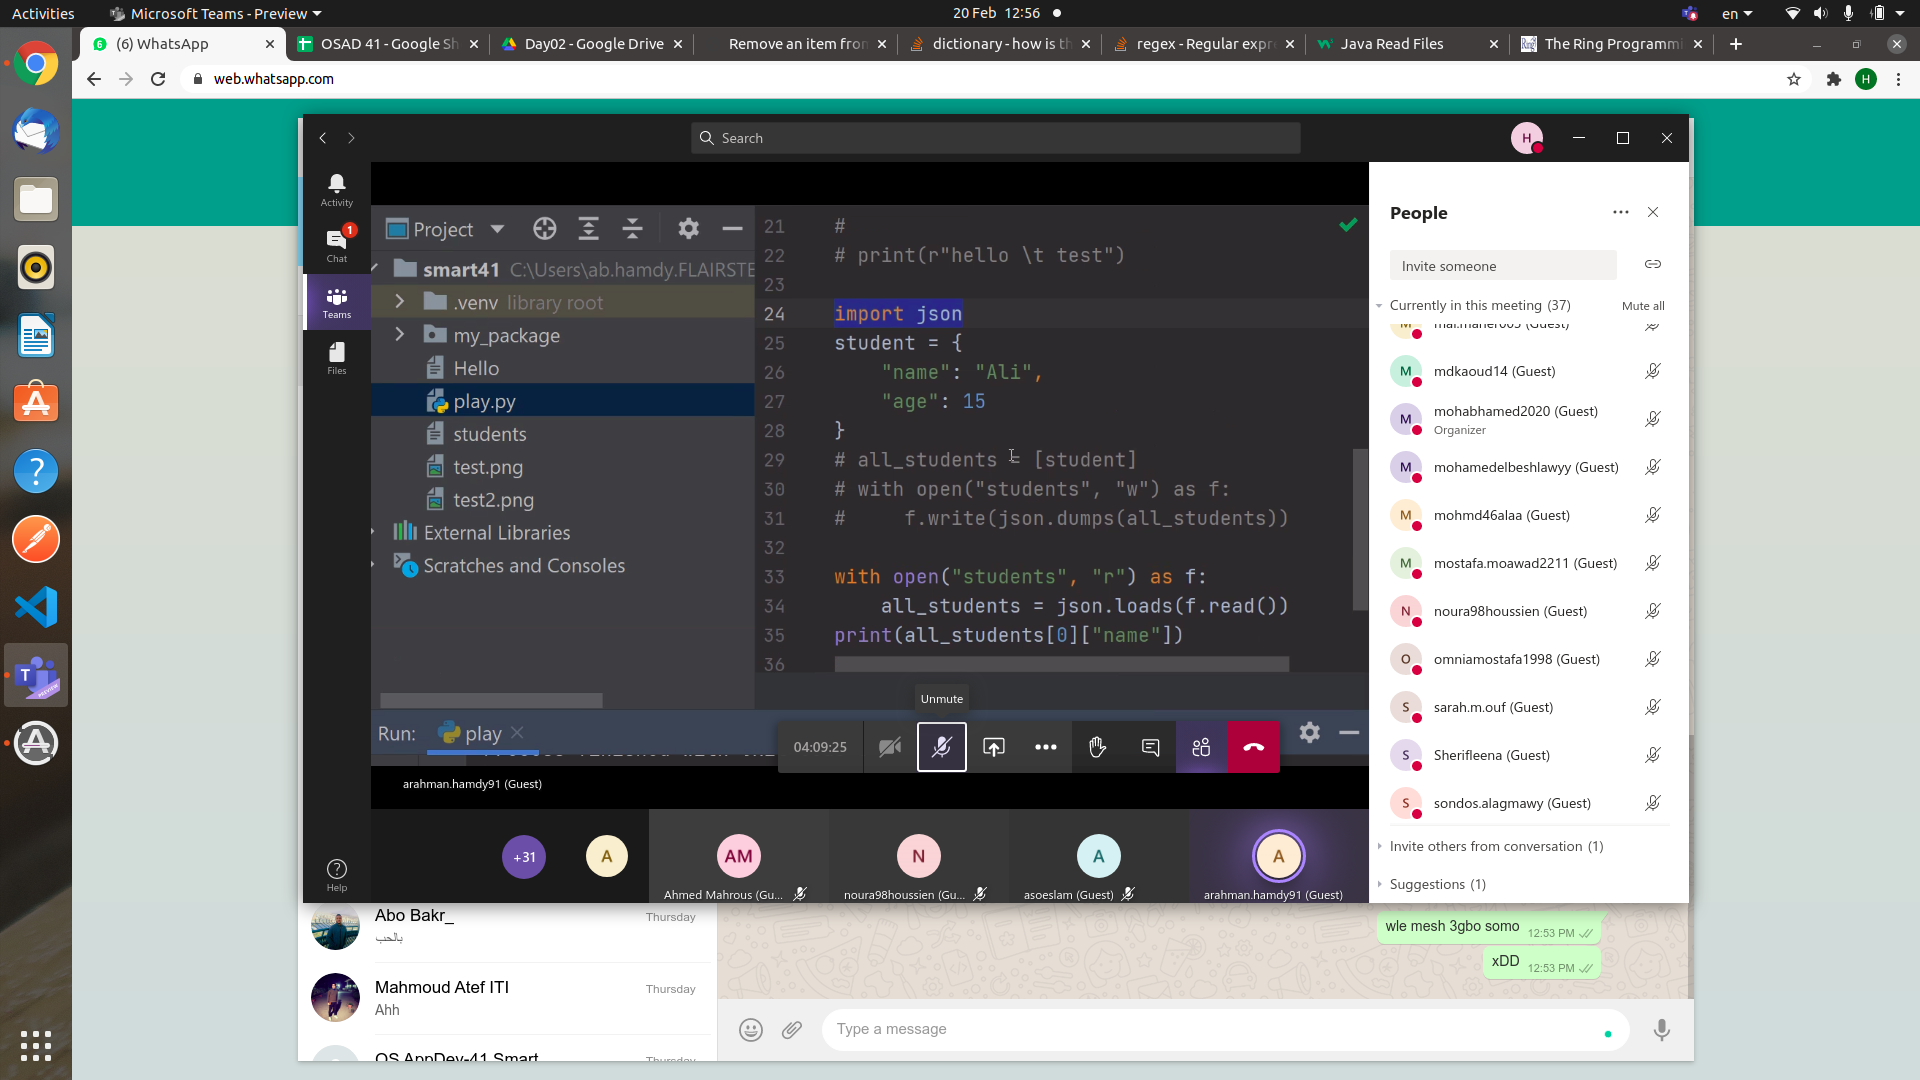 Activities
Microsoft Teams - Preview
20 Feb 12:56
en
(6) WhatsApp
OSAD 41 - Google Sh
Day02 - Google Drive
Remove an item from
dictionary - how is th
regex - Regular expr
Java Read Files
The Ring Programmi
web.whatsapp.com
H
Search
H
Activity
Chat
1
Teams
Files
Help
Project
smart41 C:\Users\ab.hamdy.FLAIRSTE
.venv library root
my_package
Hello
play.py
students
test.png
test2.png
External Libraries
Scratches and Consoles
21 #
22 # print(r"hello \t test")
23
24 import json
25 student = {
26 "name": "Ali",
27 "age": 15
28 }
29 # all_students = [student]
30 # with open("students", "w") as f:
31 # f.write(json.dumps(all_students))
32
33 with open("students", "r") as f:
34 all_students = json.loads(f.read())
35 print(all_students[0]["name"])
36
Unmute
Run: play
04:09:25
arahman.hamdy91 (Guest)
+31
A
AM
Ahmed Mahrous (Gu...
N
noura98houssien (Gu...
A
asoeslam (Guest)
A
arahman.hamdy91 (Guest)
People
Invite someone
Currently in this meeting (37)
Mute all
M
mdkaoud14 (Guest)
M
mohabhamed2020 (Guest)
Organizer
M
mohamedelbeshlawyy (Guest)
M
mohmd46alaa (Guest)
M
mostafa.moawad2211 (Guest)
N
noura98houssien (Guest)
O
omniamostafa1998 (Guest)
S
sarah.m.ouf (Guest)
S
Sherifleena (Guest)
S
sondos.alagmawy (Guest)
Invite others from conversation (1)
Suggestions (1)
Abo Bakr_
Thursday
بالحب
Mahmoud Atef ITI
Thursday
Ahh
OS AppDev-41 Smart
Thursday
wle mesh 3gbo somo
12:53 PM
xDD
12:53 PM
Type a message